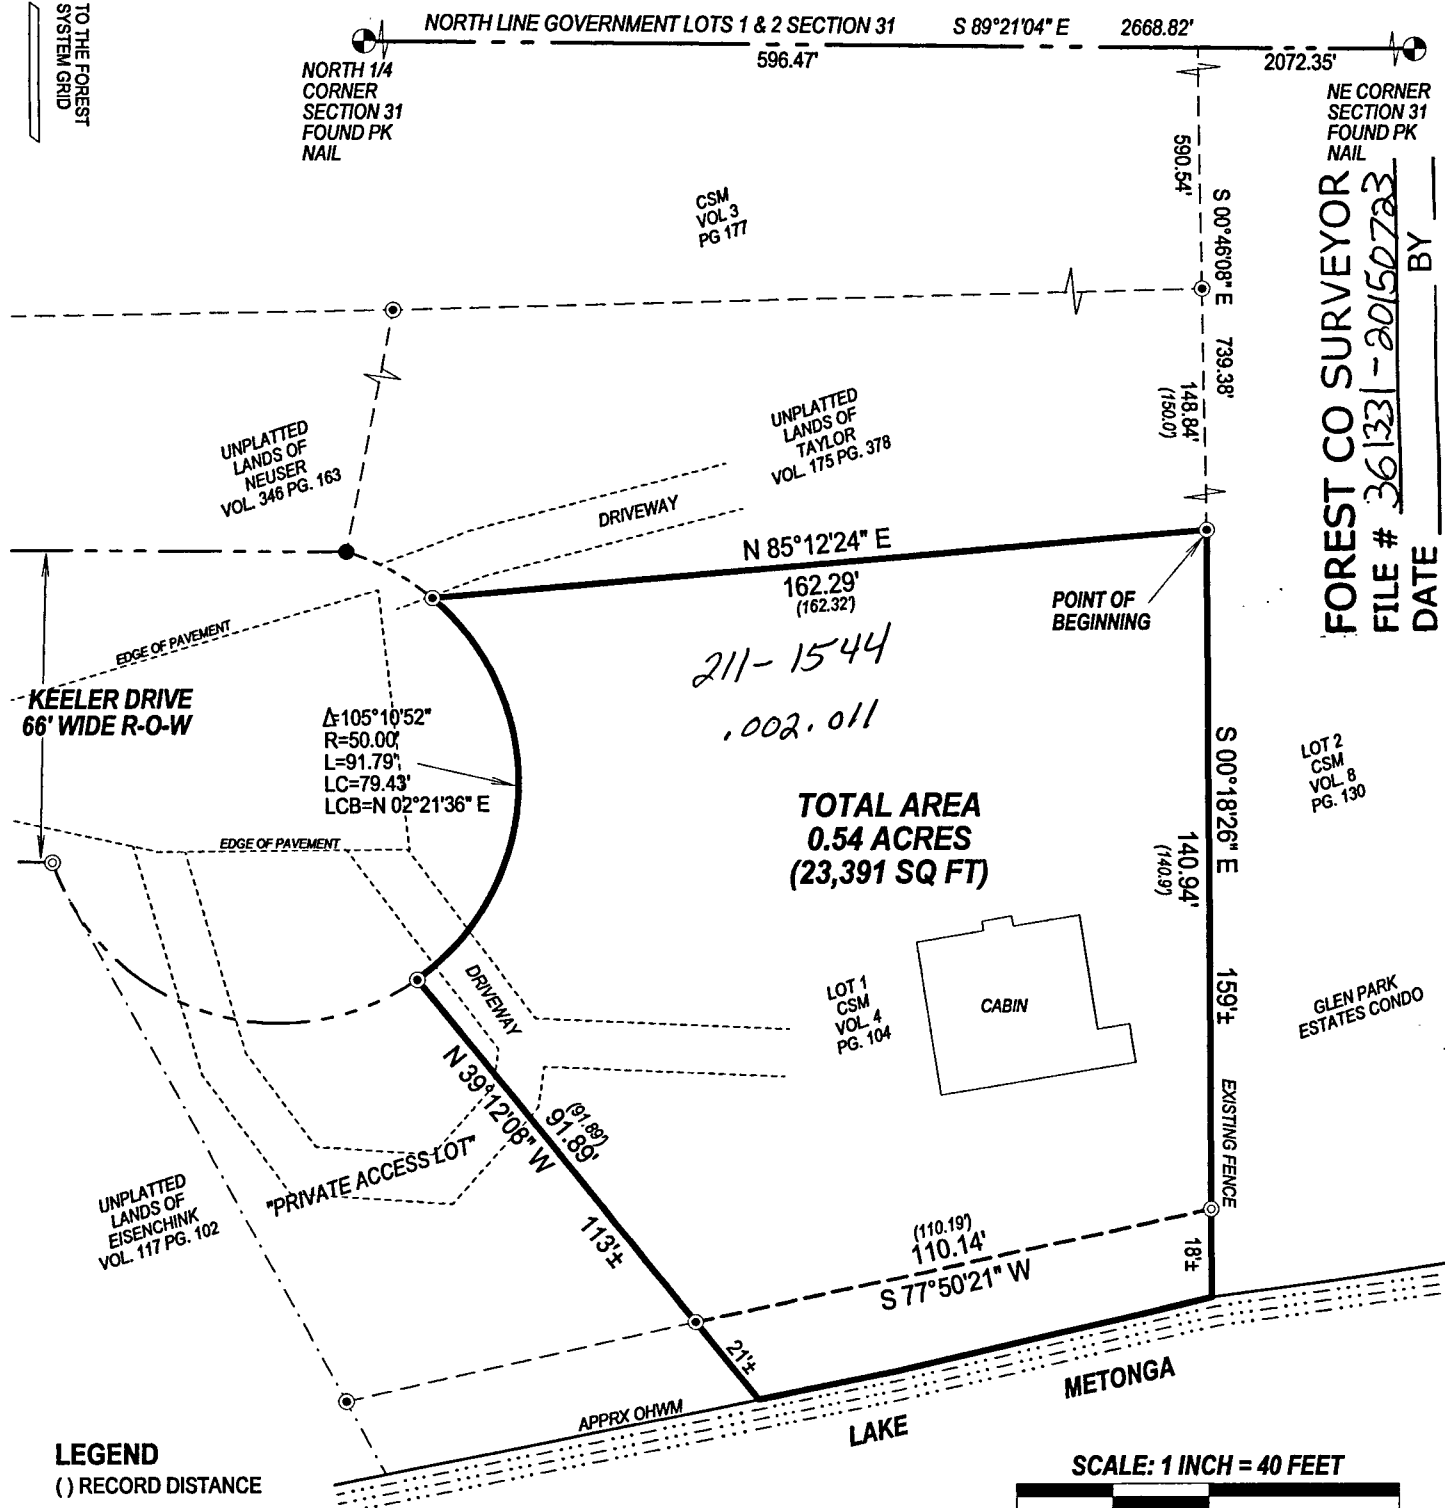 TO THE FOREST
SYSTEM GRID
NORTH LINE GOVERNMENT LOTS 1 & 2 SECTION 31 S 89°21'04" E 2668.82'
596.47'
2072.35'
NORTH 1/4
CORNER
SECTION 31
FOUND PK
NAIL
NE CORNER
SECTION 31
FOUND PK
NAIL
FOREST CO SURVEYOR
FILE # 361331-20150723
DATE BY
CSM
VOL 3
PG 177
590.54'
S 00°46'08" E 739.38'
148.84'
(150.0')
UNPLATTED
LANDS OF
NEUSER
VOL. 346 PG. 163
UNPLATTED
LANDS OF
TAYLOR
VOL. 175 PG. 378
DRIVEWAY
N 85°12'24" E
162.29'
(162.32')
POINT OF
BEGINNING
EDGE OF PAVEMENT
KEELER DRIVE
66' WIDE R-O-W
211-1544
.002.011
Δ=105°10'52"
R=50.00'
L=91.79'
LC=79.43'
LCB=N 02°21'36" E
EDGE OF PAVEMENT
TOTAL AREA
0.54 ACRES
(23,391 SQ FT)
S 00°18'26" E 159'±
140.94'
(140.9')
LOT 2
CSM
VOL. 8
PG. 130
DRIVEWAY
LOT 1
CSM
VOL. 4
PG. 104
CABIN
GLEN PARK
ESTATES CONDO
EXISTING FENCE
N 39°12'08" W 113'±
91.89'
(91.89')
"PRIVATE ACCESS LOT"
UNPLATTED
LANDS OF
EISENCHINK
VOL. 117 PG. 102
(110.19')
110.14'
S 77°50'21" W
18'±
21'±
APPRX OHWM
LAKE METONGA
LEGEND
( ) RECORD DISTANCE
SCALE: 1 INCH = 40 FEET